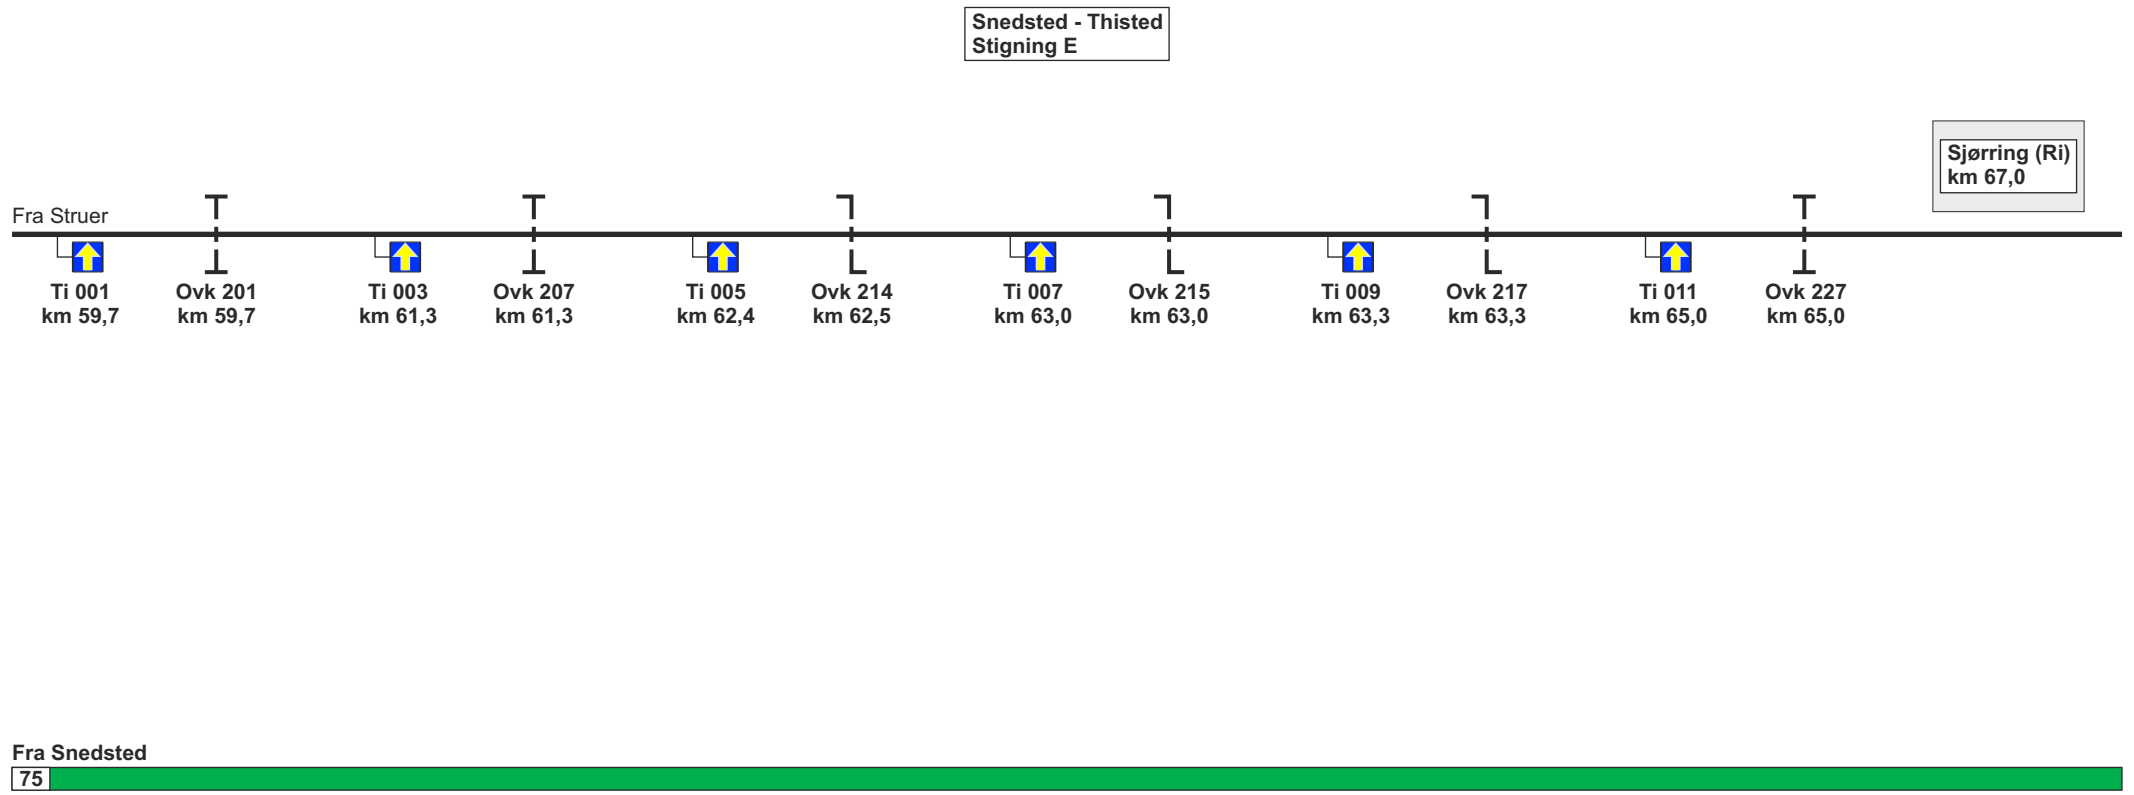 Snedsted - Thisted
Stigning E
Sjørring (Ri)
km 67,0
Fra Struer
Ti 001
km 59,7
Ovk 201
km 59,7
Ti 003
km 61,3
Ovk 207
km 61,3
Ti 005
km 62,4
Ovk 214
km 62,5
Ti 007
km 63,0
Ovk 215
km 63,0
Ti 009
km 63,3
Ovk 217
km 63,3
Ti 011
km 65,0
Ovk 227
km 65,0
Fra Snedsted
75